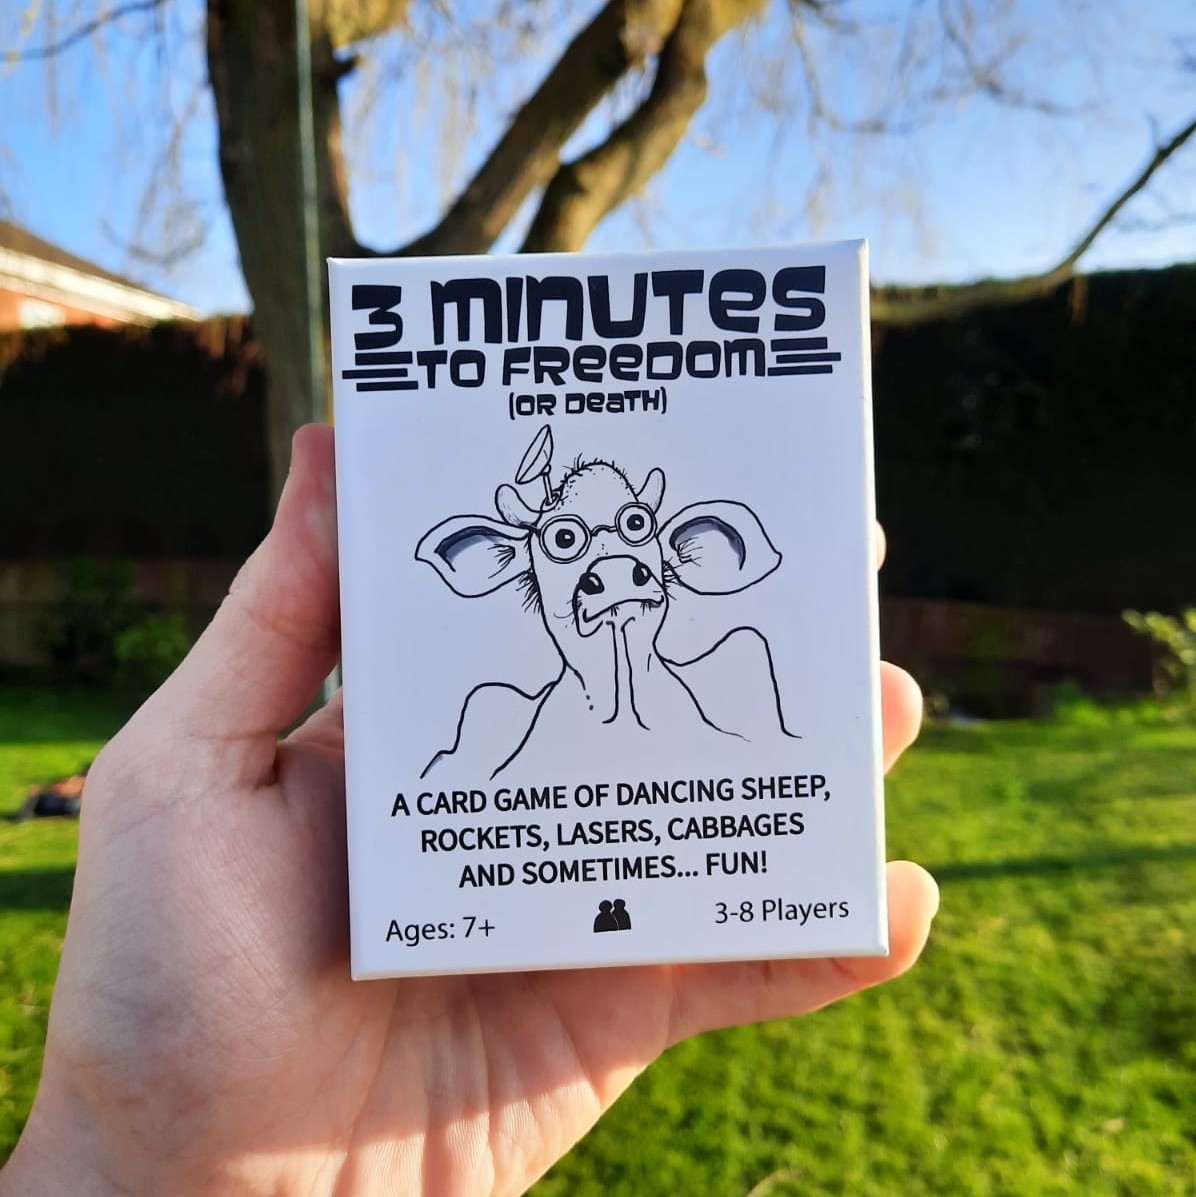 3 MINUTES
TO FREEDOM
(OR DEATH)
A CARD GAME OF DANCING SHEEP,
ROCKETS, LASERS, CABBAGES
AND SOMETIMES... FUN!
Ages: 7+
3-8 Players